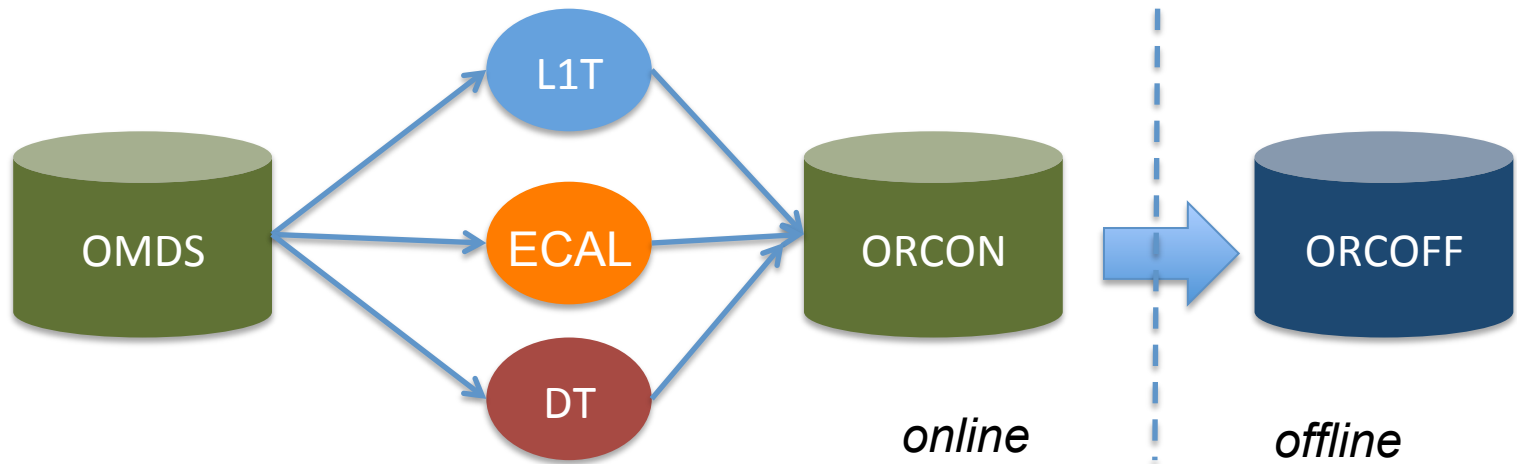 L1T
OMDS
ECAL
ORCON
ORCOFF
DT
online
offline